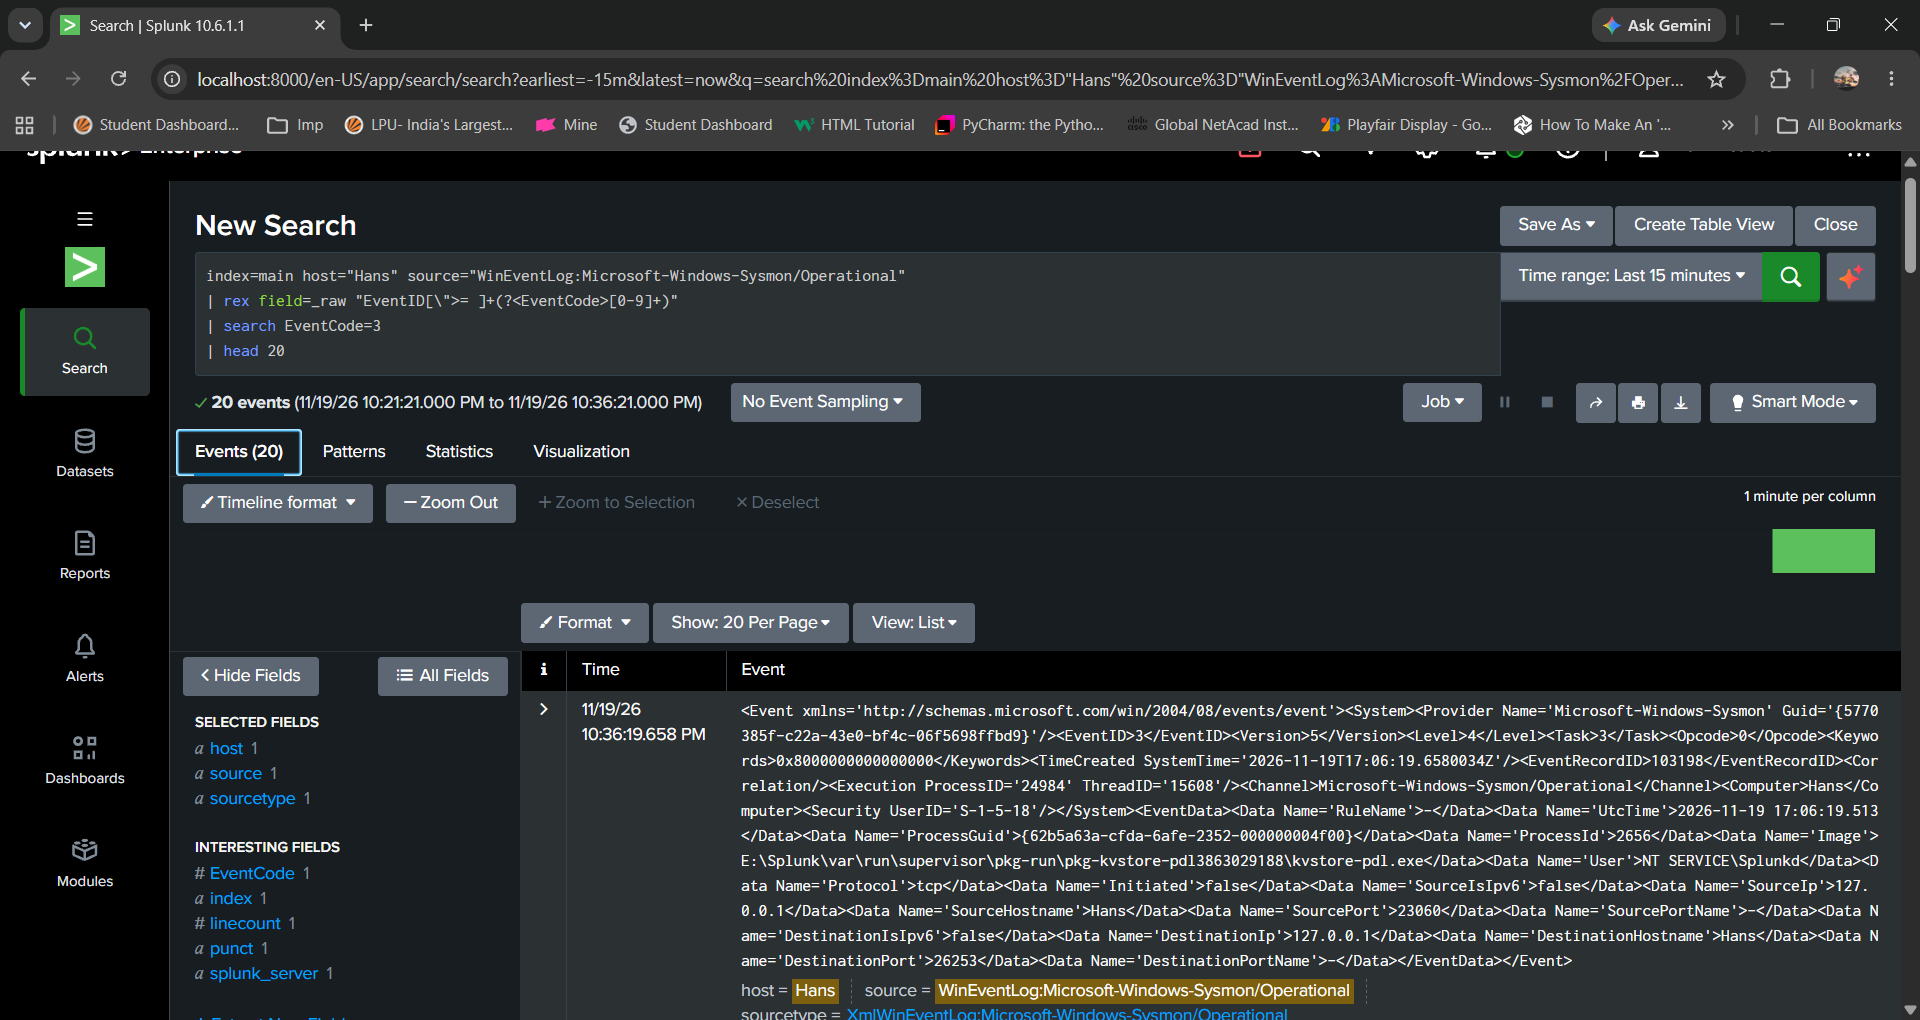 Search | Splunk 10.6.1.1
Ask Gemini
localhost:8000/en-US/app/search/search?earliest=-15m&latest=now&q=search%20index%3Dmain%20host%3D"Hans"%20source%3D"WinEventLog%3AMicrosoft-Windows-Sysmon%2FOper...
Student Dashboard...
Imp
LPU- India's Largest...
Mine
Student Dashboard
HTML Tutorial
PyCharm: the Pytho...
Global NetAcad Inst...
Playfair Display - Go...
How To Make An '...
All Bookmarks
splunk> Enterprise
New Search
Save As
Create Table View
Close
index=main host="Hans" source="WinEventLog:Microsoft-Windows-Sysmon/Operational"
| rex field=_raw "EventID[\">= ]+(?<EventCode>[0-9]+)"
| search EventCode=3
| head 20
Time range: Last 15 minutes
20 events (11/19/26 10:21:21.000 PM to 11/19/26 10:36:21.000 PM)
No Event Sampling
Job
Smart Mode
Events (20)
Patterns
Statistics
Visualization
Timeline format
Zoom Out
+ Zoom to Selection
× Deselect
1 minute per column
Format
Show: 20 Per Page
View: List
Search
Datasets
Reports
Alerts
Dashboards
Modules
Hide Fields
All Fields
SELECTED FIELDS
a host 1
a source 1
a sourcetype 1
INTERESTING FIELDS
# EventCode 1
a index 1
# linecount 1
a punct 1
a splunk_server 1
i
Time
Event
11/19/26
10:36:19.658 PM
<Event xmlns='http://schemas.microsoft.com/win/2004/08/events/event'><System><Provider Name='Microsoft-Windows-Sysmon' Guid='{5770
385f-c22a-43e0-bf4c-06f5698ffbd9}'/><EventID>3</EventID><Version>5</Version><Level>4</Level><Task>3</Task><Opcode>0</Opcode><Keywo
rds>0x8000000000000000</Keywords><TimeCreated SystemTime='2026-11-19T17:06:19.6580034Z'/><EventRecordID>103198</EventRecordID><Cor
relation/><Execution ProcessID='24984' ThreadID='15608'/><Channel>Microsoft-Windows-Sysmon/Operational</Channel><Computer>Hans</Co
mputer><Security UserID='S-1-5-18'/></System><EventData><Data Name='RuleName'>-</Data><Data Name='UtcTime'>2026-11-19 17:06:19.513
</Data><Data Name='ProcessGuid'>{62b5a63a-cfda-6afe-2352-000000004f00}</Data><Data Name='ProcessId'>2656</Data><Data Name='Image'>
E:\Splunk\var\run\supervisor\pkg-run\pkg-kvstore-pdl3863029188\kvstore-pdl.exe</Data><Data Name='User'>NT SERVICE\Splunkd</Data><D
ata Name='Protocol'>tcp</Data><Data Name='Initiated'>false</Data><Data Name='SourceIsIpv6'>false</Data><Data Name='SourceIp'>127.
0.0.1</Data><Data Name='SourceHostname'>Hans</Data><Data Name='SourcePort'>23060</Data><Data Name='SourcePortName'>-</Data><Data N
ame='DestinationIsIpv6'>false</Data><Data Name='DestinationIp'>127.0.0.1</Data><Data Name='DestinationHostname'>Hans</Data><Data N
ame='DestinationPort'>26253</Data><Data Name='DestinationPortName'>-</Data></EventData></Event>
host = Hans
source = WinEventLog:Microsoft-Windows-Sysmon/Operational
sourcetype = XmlWinEventLog:Microsoft-Windows-Sysmon/Operational